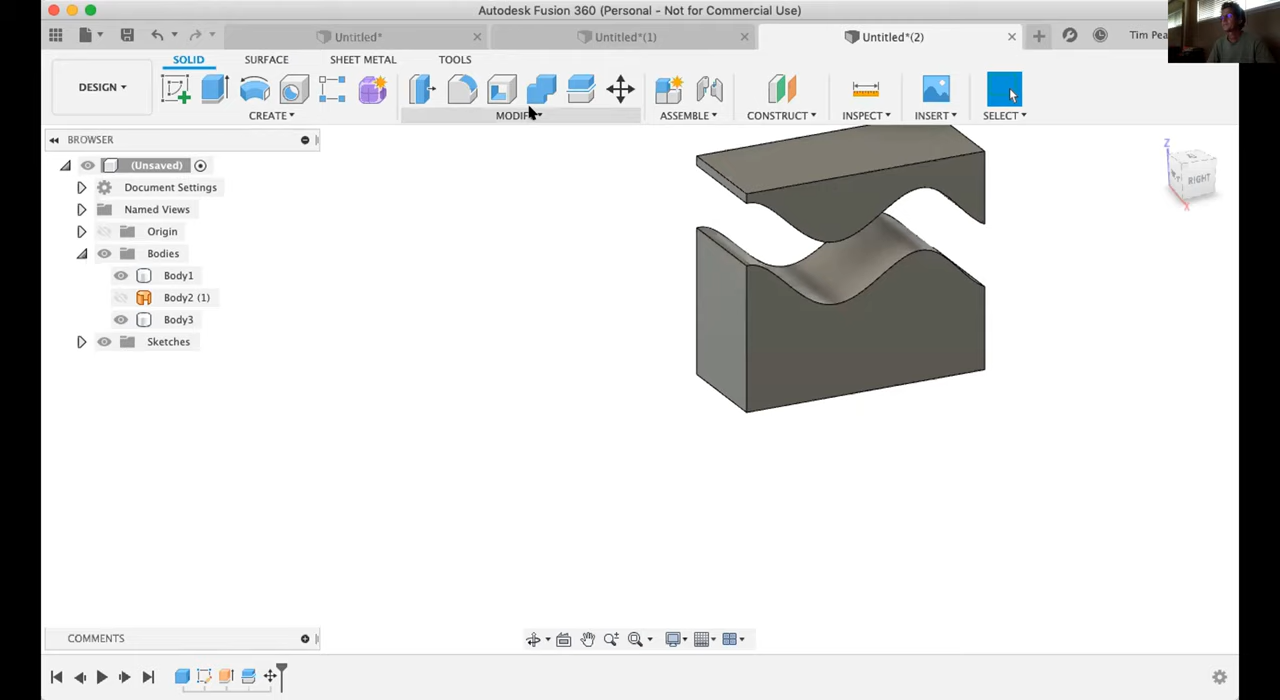 Autodesk Fusion 360 (Personal - Not for Commercial Use)
Untitled*
Untitled*(1)
Untitled*(2)
Tim Pea
DESIGN
SOLID
SURFACE
SHEET METAL
TOOLS
CREATE
ASSEMBLE
CONSTRUCT
INSPECT
INSERT
SELECT
BROWSER
(Unsaved)
Document Settings
Named Views
Origin
Bodies
Body1
Body2 (1)
Body3
Sketches
Z
RIGHT
X
COMMENTS